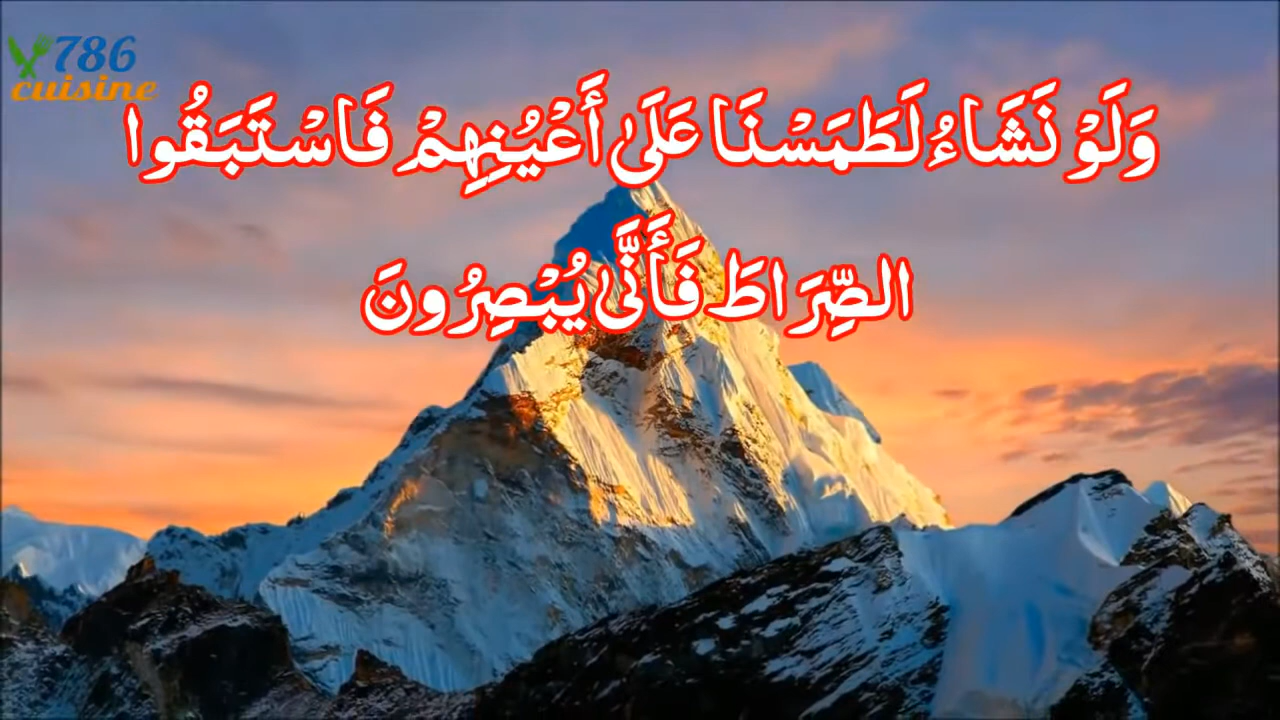 786
cuisine
وَلَوْ نَشَاءُ لَطَمَسْنَا عَلَىٰ أَعْيُنِهِمْ فَاسْتَبَقُوا
الصِّرَاطَ فَأَنَّىٰ يُبْصِرُونَ